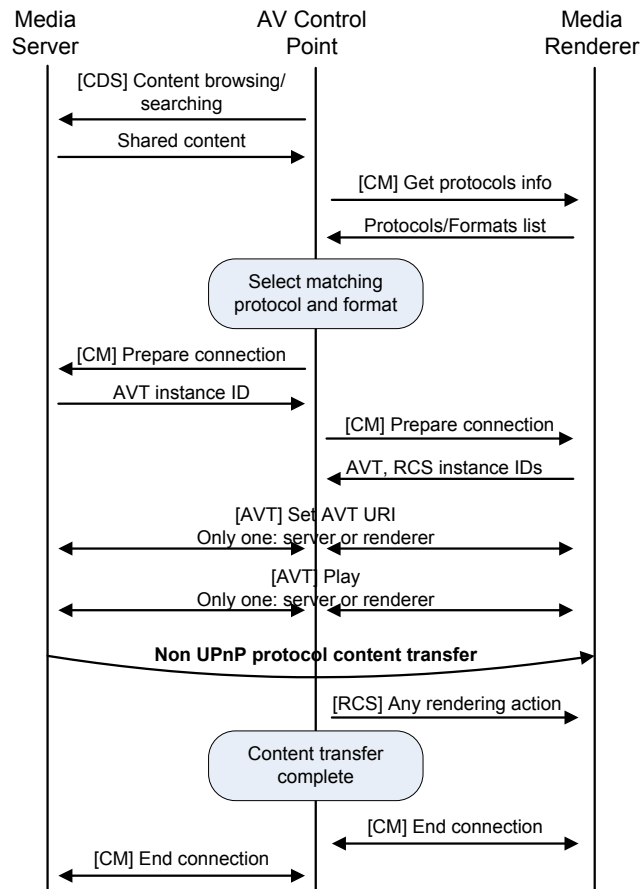 Media
Server
AV Control
Point
Media
Renderer
[CDS] Content browsing/
searching
Shared content
[CM] Get protocols info
Protocols/Formats list
Select matching
protocol and format
[CM] Prepare connection
AVT instance ID
[CM] Prepare connection
AVT, RCS instance IDs
[AVT] Set AVT URI
Only one: server or renderer
[AVT] Play
Only one: server or renderer
Non UPnP protocol content transfer
[RCS] Any rendering action
Content transfer
complete
[CM] End connection
[CM] End connection